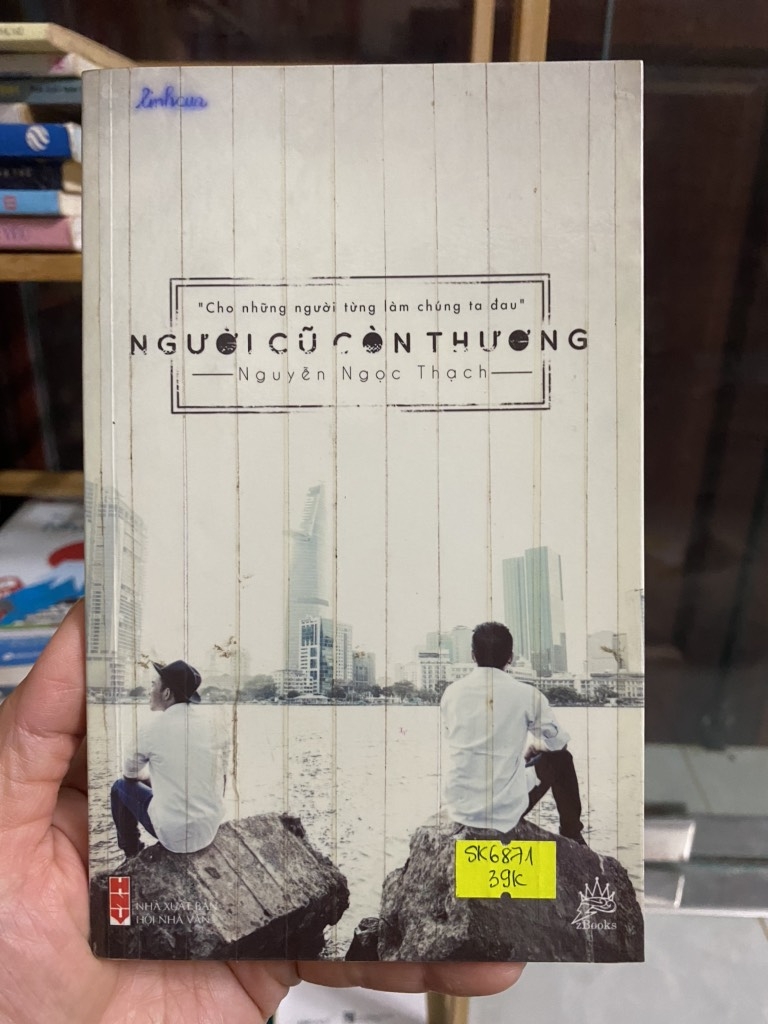 "Cho những người từng làm chúng ta đau"
NGƯỜI CŨ CÒN THƯƠNG
Nguyễn Ngọc Thạch
SK6871
39K
HNV
NHÀ XUẤT BẢN
HỘI NHÀ VĂN
zBooks